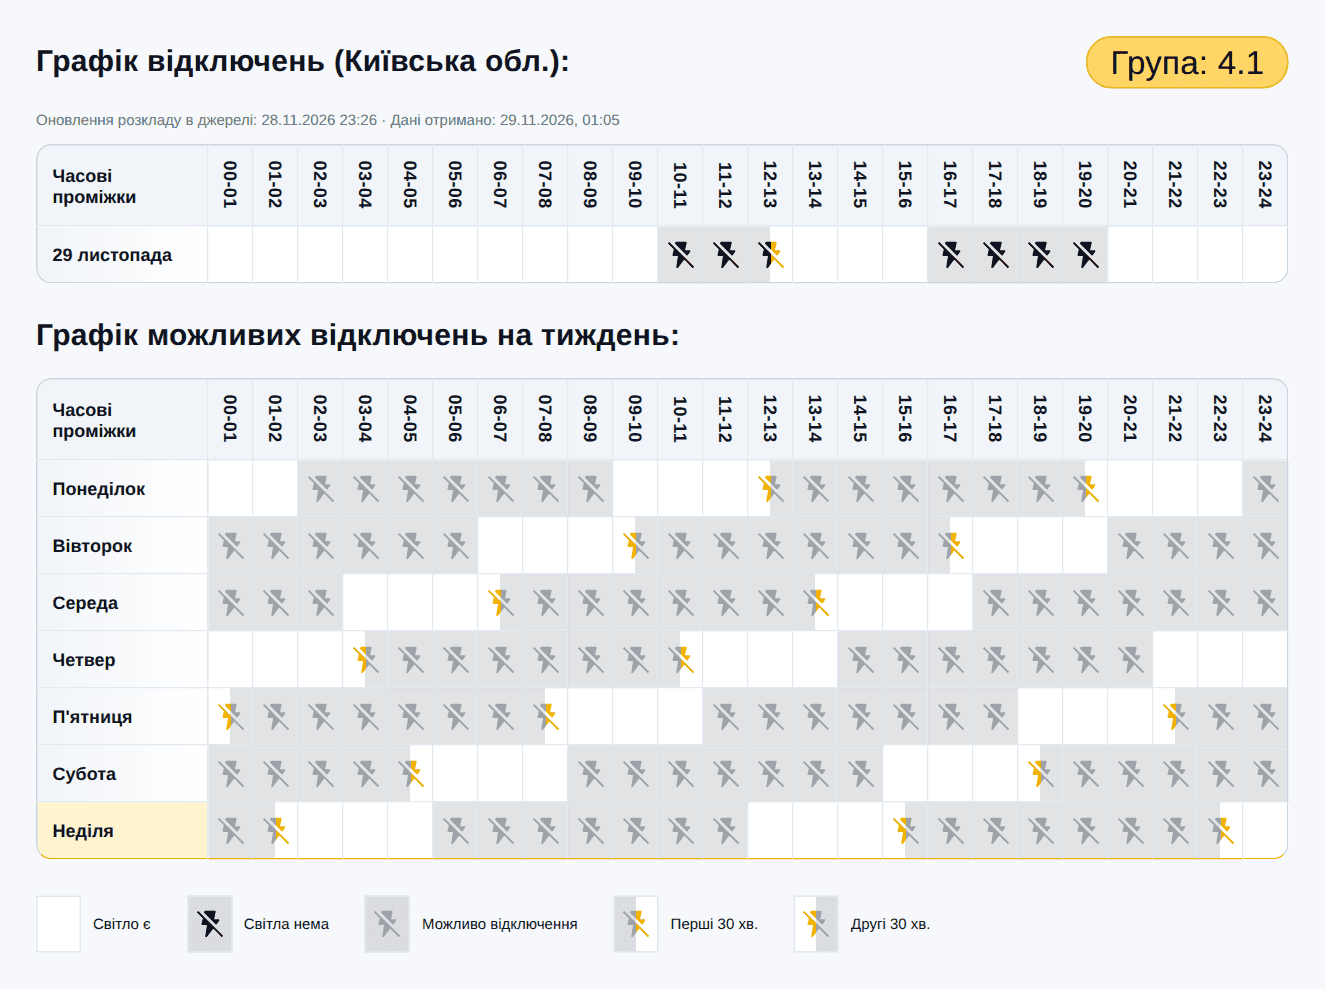 Графік відключень (Київська обл.):
Група: 4.1
Оновлення розкладу в джерелі: 28.11.2026 23:26 · Дані отримано: 29.11.2026, 01:05
Часові проміжки 00-01 01-02 02-03 03-04 04-05 05-06 06-07 07-08 08-09 09-10 10-11 11-12 12-13 13-14 14-15 15-16 16-17 17-18 18-19 19-20 20-21 21-22 22-23 23-24
29 листопада
Графік можливих відключень на тиждень:
Часові проміжки 00-01 01-02 02-03 03-04 04-05 05-06 06-07 07-08 08-09 09-10 10-11 11-12 12-13 13-14 14-15 15-16 16-17 17-18 18-19 19-20 20-21 21-22 22-23 23-24
Понеділок
Вівторок
Середа
Четвер
П'ятниця
Субота
Неділя
Світло є Світла нема Можливо відключення Перші 30 хв. Другі 30 хв.